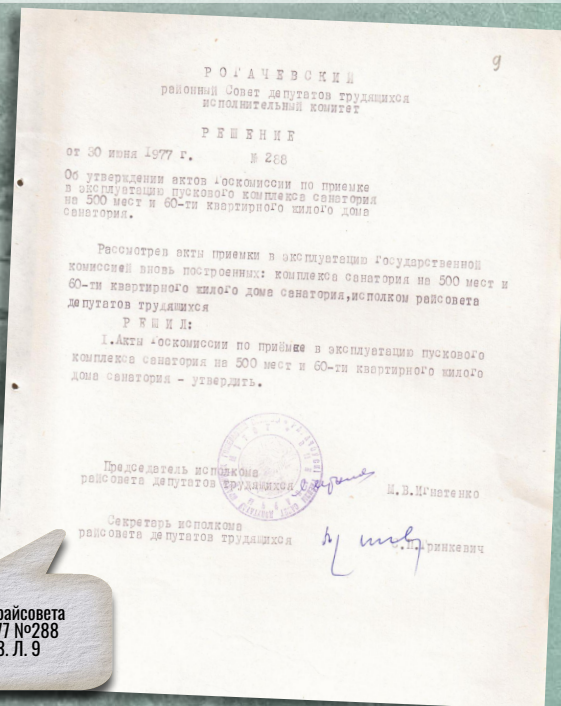 9
РОГАЧЕВСКИЙ
районный Совет депутатов трудящихся
исполнительный комитет
РЕШЕНИЕ
от 30 июня 1977 г. № 288
Об утверждении актов Госкомиссии по приемке
в эксплуатацию пускового комплекса санатория
на 500 мест и 60-ти квартирного жилого дома
санатория.
Рассмотрев акты приемки в эксплуатацию Государственной
комиссией вновь построенных: комплекса санатория на 500 мест и
60-ти квартирного жилого дома санатория,исполком райсовета
депутатов трудящихся
РЕШИЛ:
I.Акты Госкомиссии по приёмке в эксплуатацию пускового
комплекса санатория на 500 мест и 60-ти квартирного жилого
дома санатория - утвердить.
Председатель исполкома
райсовета депутатов трудящихся
М.В.Игнатенко
Секретарь исполкома
райсовета депутатов трудящихся
Гринкевич
райсовета
77 №288
Л. 9